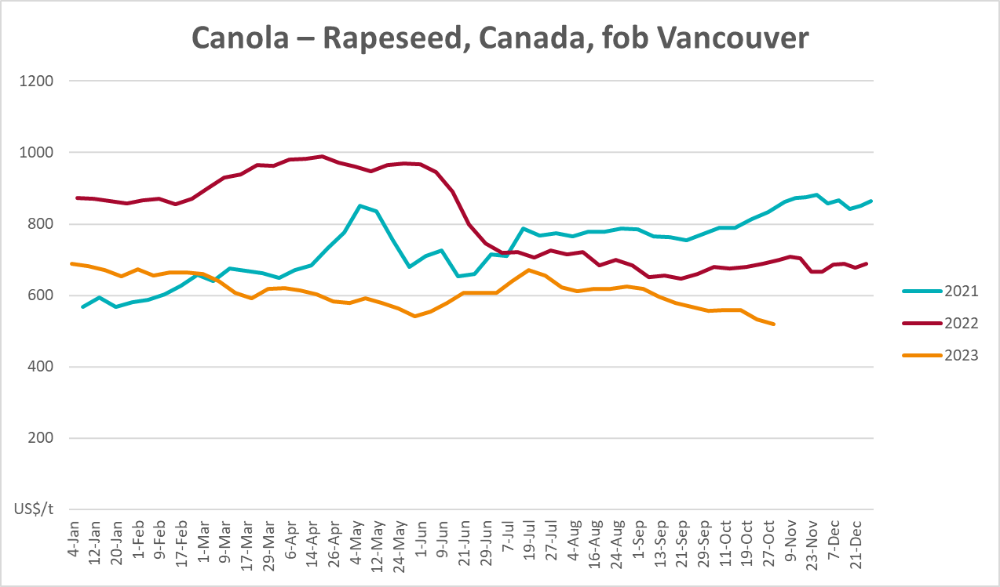 Canola – Rapeseed, Canada, fob Vancouver
1200
1000
800
600
400
200
US$/t
4-Jan
12-Jan
20-Jan
1-Feb
9-Feb
17-Feb
1-Mar
9-Mar
17-Mar
29-Mar
6-Apr
14-Apr
26-Apr
4-May
12-May
24-May
1-Jun
9-Jun
21-Jun
29-Jun
7-Jul
19-Jul
27-Jul
4-Aug
16-Aug
24-Aug
1-Sep
13-Sep
21-Sep
29-Sep
11-Oct
19-Oct
27-Oct
9-Nov
23-Nov
7-Dec
21-Dec
2021
2022
2023